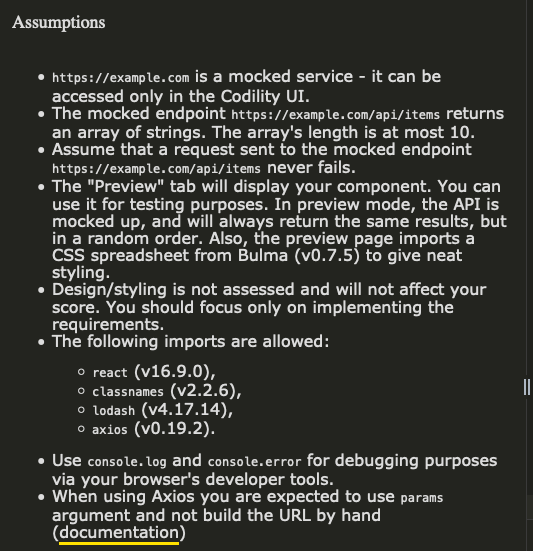 Assumptions
• https://example.com is a mocked service - it can be
accessed only in the Codility UI.
• The mocked endpoint https://example.com/api/items returns
an array of strings. The array's length is at most 10.
• Assume that a request sent to the mocked endpoint
https://example.com/api/items never fails.
• The "Preview" tab will display your component. You can
use it for testing purposes. In preview mode, the API is
mocked up, and will always return the same results, but
in a random order. Also, the preview page imports a
CSS spreadsheet from Bulma (v0.7.5) to give neat
styling.
• Design/styling is not assessed and will not affect your
score. You should focus only on implementing the
requirements.
• The following imports are allowed:
◦ react (v16.9.0),
◦ classnames (v2.2.6),
◦ lodash (v4.17.14),
◦ axios (v0.19.2).
• Use console.log and console.error for debugging purposes
via your browser's developer tools.
• When using Axios you are expected to use params
argument and not build the URL by hand
(documentation)